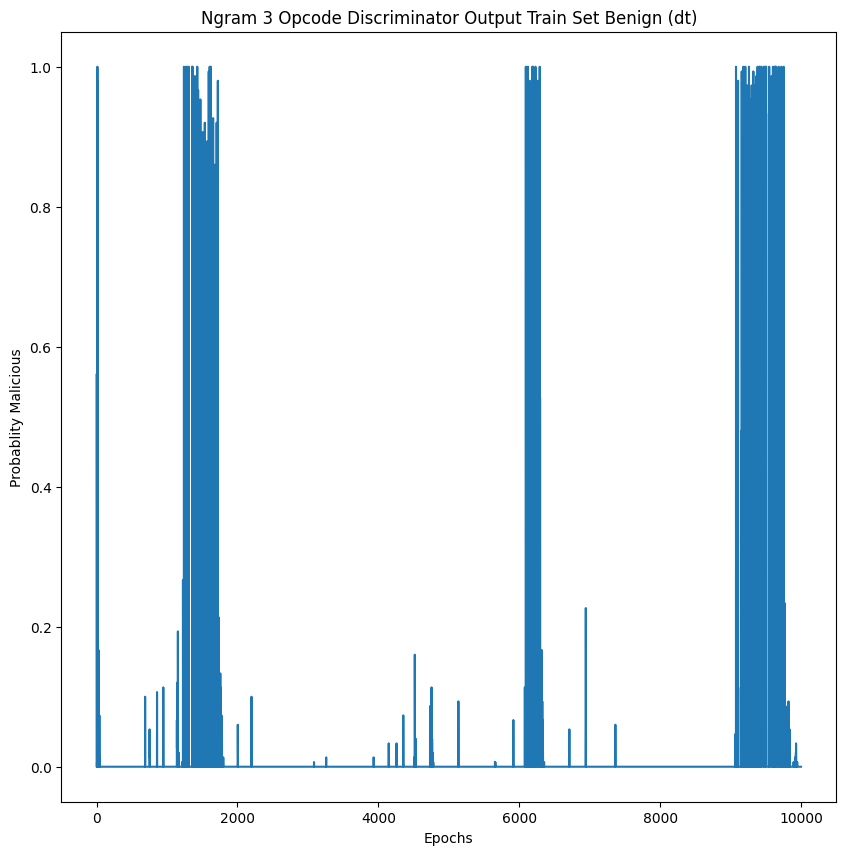 Ngram 3 Opcode Discriminator Output Train Set Benign (dt)
1.0
0.8
0.6
0.4
0.2
0.0
Probablity Malicious
0 2000 4000 6000 8000 10000
Epochs